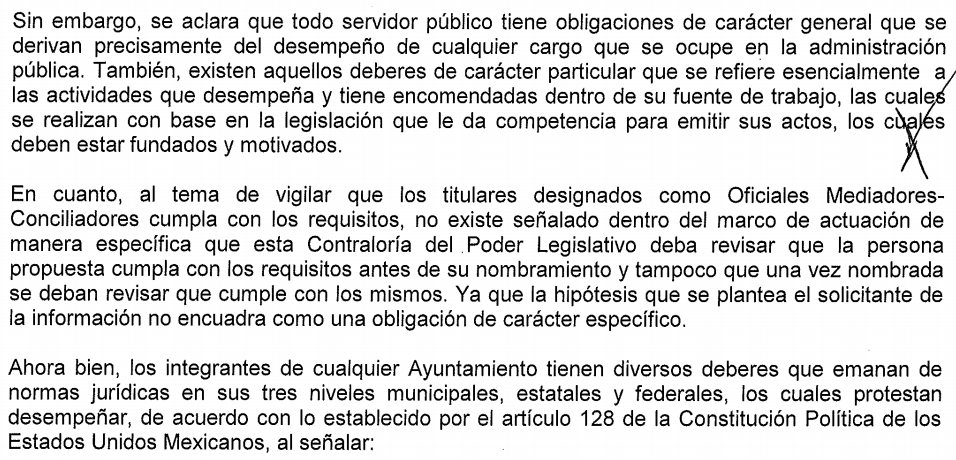 Sin embargo, se aclara que todo servidor público tiene obligaciones de carácter general que se
derivan precisamente del desempeño de cualquier cargo que se ocupe en la administración
pública. También, existen aquellos deberes de carácter particular que se refiere esencialmente a
las actividades que desempeña y tiene encomendadas dentro de su fuente de trabajo, las cuales
se realizan con base en la legislación que le da competencia para emitir sus actos, los cuales
deben estar fundados y motivados.
En cuanto, al tema de vigilar que los titulares designados como Oficiales Mediadores-
Conciliadores cumpla con los requisitos, no existe señalado dentro del marco de actuación de
manera específica que esta Contraloría del Poder Legislativo deba revisar que la persona
propuesta cumpla con los requisitos antes de su nombramiento y tampoco que una vez nombrada
se deban revisar que cumple con los mismos. Ya que la hipótesis que se plantea el solicitante de
la información no encuadra como una obligación de carácter específico.
Ahora bien, los integrantes de cualquier Ayuntamiento tienen diversos deberes que emanan de
normas jurídicas en sus tres niveles municipales, estatales y federales, los cuales protestan
desempeñar, de acuerdo con lo establecido por el artículo 128 de la Constitución Política de los
Estados Unidos Mexicanos, al señalar: